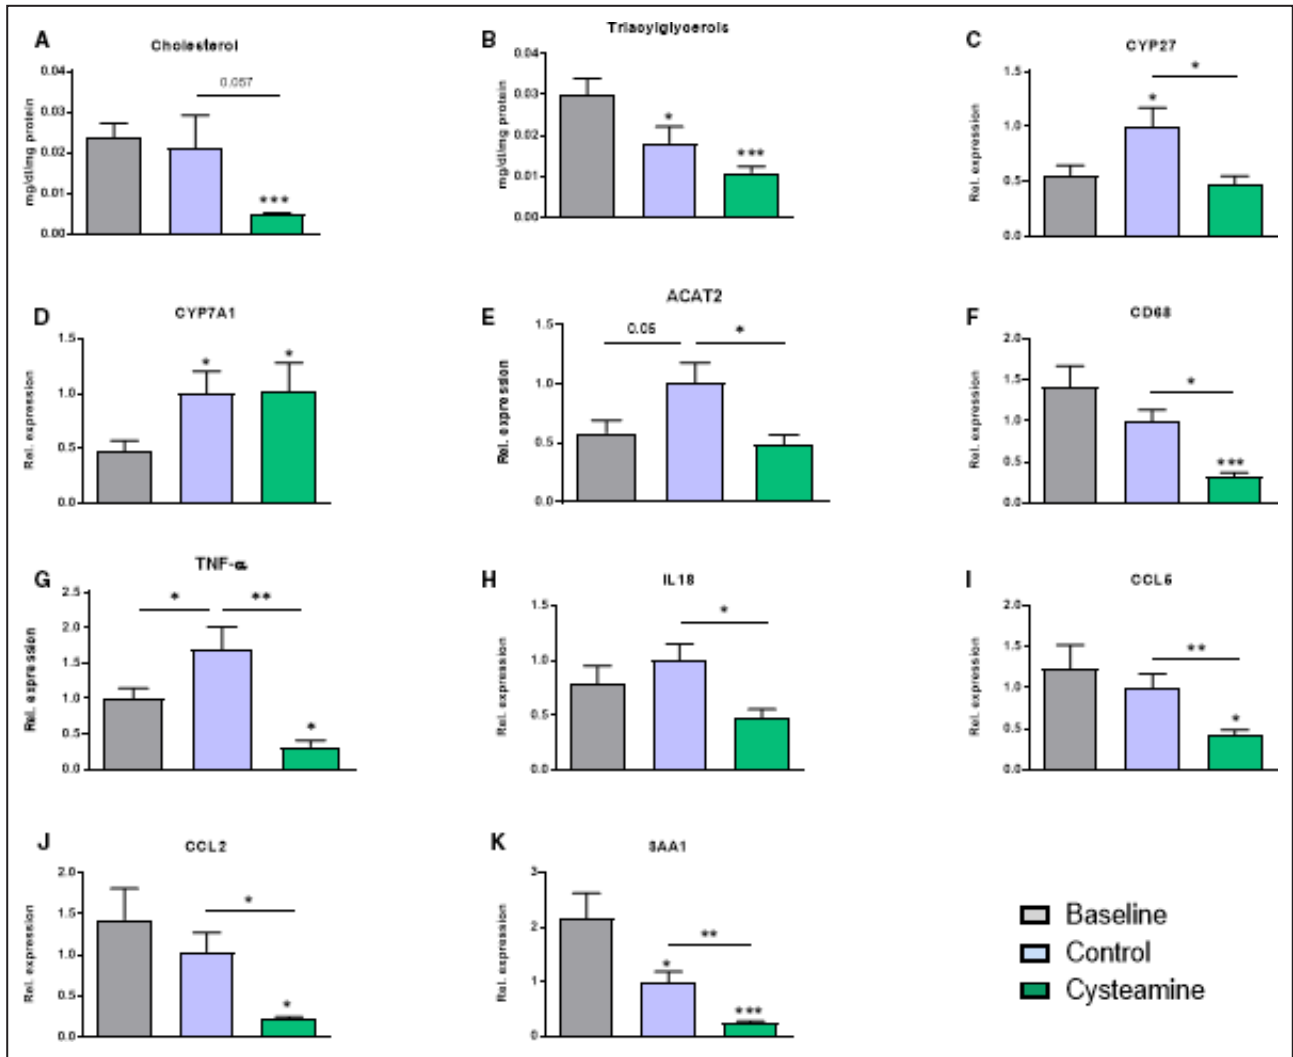 A
Cholesterol
mg/dl/mg protein
0.04
0.03
0.02
0.01
0.00
0.057
***
B
Triacylglycerols
mg/dl/mg protein
0.04
0.03
0.02
0.01
0.00
*
***
C
CYP27
Rel. expression
1.5
1.0
0.5
0.0
*
*
D
CYP7A1
Rel. expression
1.5
1.0
0.5
0.0
*
*
E
ACAT2
Rel. expression
1.5
1.0
0.5
0.0
0.05
*
F
CD68
Rel. expression
2.0
1.5
1.0
0.5
0.0
*
***
G
TNF-α
Rel. expression
2.5
2.0
1.5
1.0
0.5
0.0
*
**
*
H
IL18
Rel. expression
1.5
1.0
0.5
0.0
*
I
CCL5
Rel. expression
2.0
1.5
1.0
0.5
0.0
**
*
J
CCL2
Rel. expression
2.0
1.5
1.0
0.5
0.0
*
*
K
SAA1
Rel. expression
3
2
1
0
*
**
***
Baseline
Control
Cysteamine